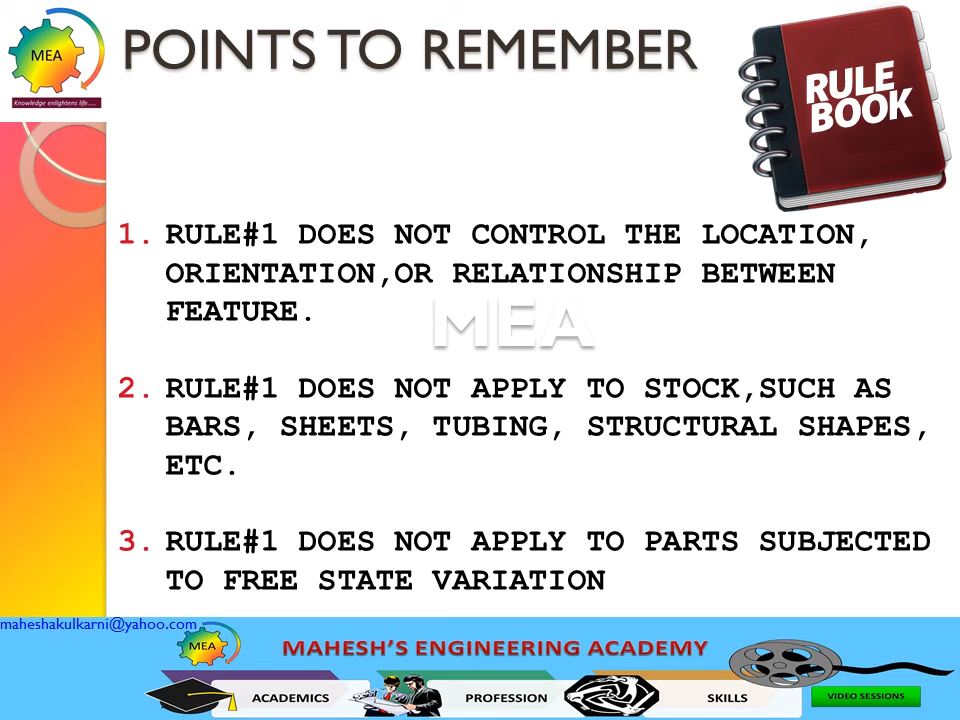 MEA
Knowledge enlightens life.....
POINTS TO REMEMBER
RULE
BOOK
1. RULE#1 DOES NOT CONTROL THE LOCATION,
ORIENTATION,OR RELATIONSHIP BETWEEN
FEATURE.
MEA
2. RULE#1 DOES NOT APPLY TO STOCK,SUCH AS
BARS, SHEETS, TUBING, STRUCTURAL SHAPES,
ETC.
3. RULE#1 DOES NOT APPLY TO PARTS SUBJECTED
TO FREE STATE VARIATION
maheshakulkarni@yahoo.com
MEA
MAHESH'S ENGINEERING ACADEMY
ACADEMICS
PROFESSION
SKILLS
VIDEO SESSIONS